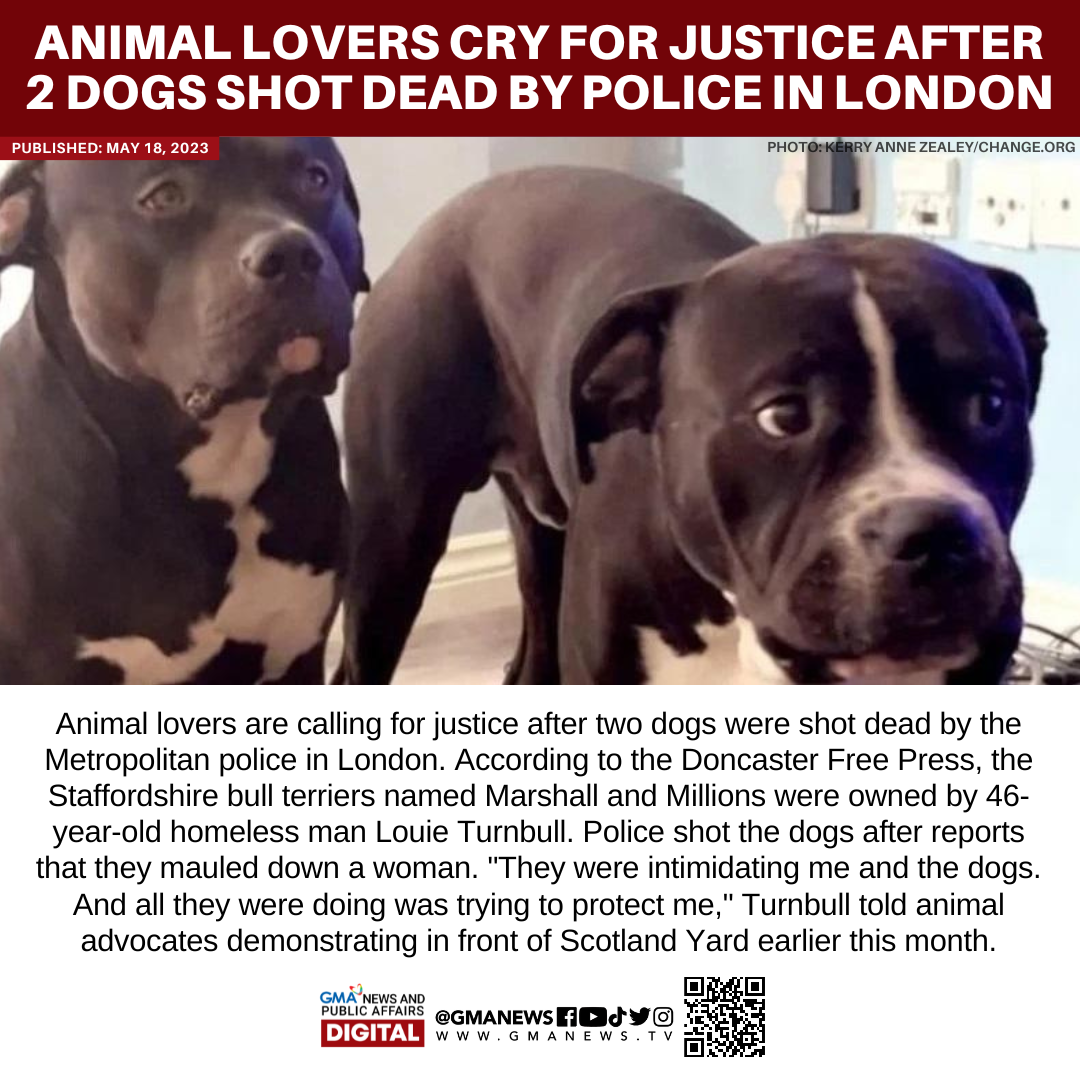 ANIMAL LOVERS CRY FOR JUSTICE AFTER
2 DOGS SHOT DEAD BY POLICE IN LONDON
PUBLISHED: MAY 18, 2023
PHOTO: KERRY ANNE ZEALEY/CHANGE.ORG
Animal lovers are calling for justice after two dogs were shot dead by the
Metropolitan police in London. According to the Doncaster Free Press, the
Staffordshire bull terriers named Marshall and Millions were owned by 46-
year-old homeless man Louie Turnbull. Police shot the dogs after reports
that they mauled down a woman. "They were intimidating me and the dogs.
And all they were doing was trying to protect me," Turnbull told animal
advocates demonstrating in front of Scotland Yard earlier this month.
GMA NEWS AND
PUBLIC AFFAIRS
DIGITAL
@GMANEWS
WWW.GMANEWS.TV